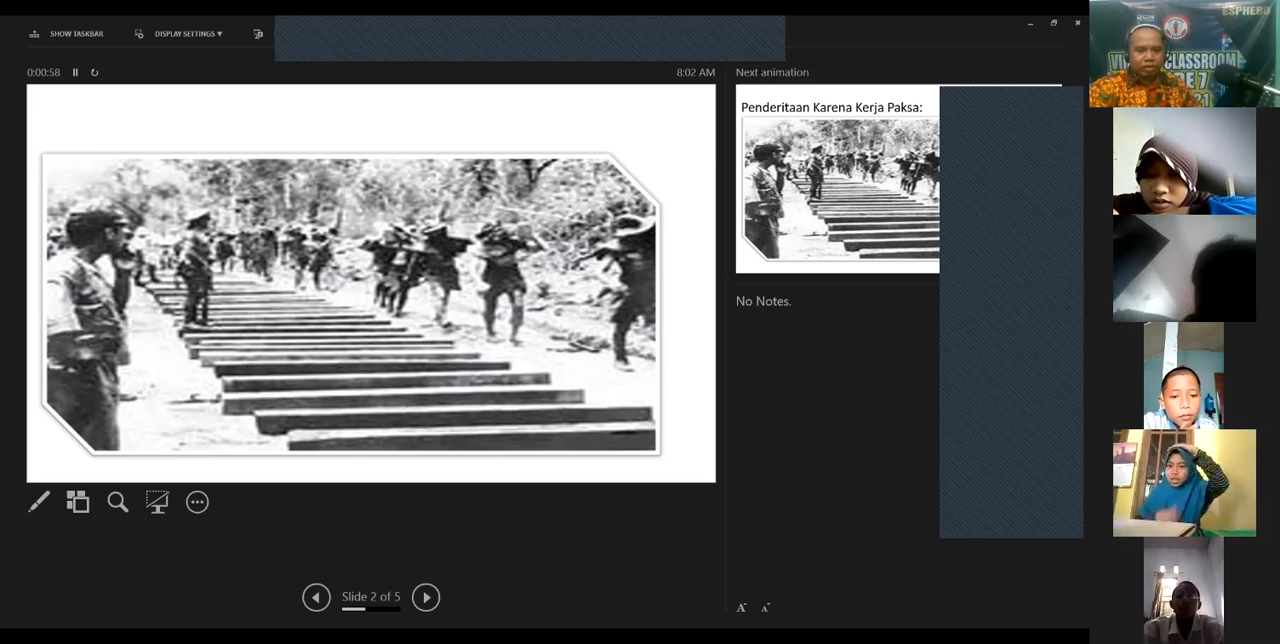 SHOW TASKBAR
DISPLAY SETTINGS ▼
0:00:58
8:02 AM
Next animation
Penderitaan Karena Kerja Paksa:
No Notes.
Slide 2 of 5
A A
ESPHERO
CLASSROOM